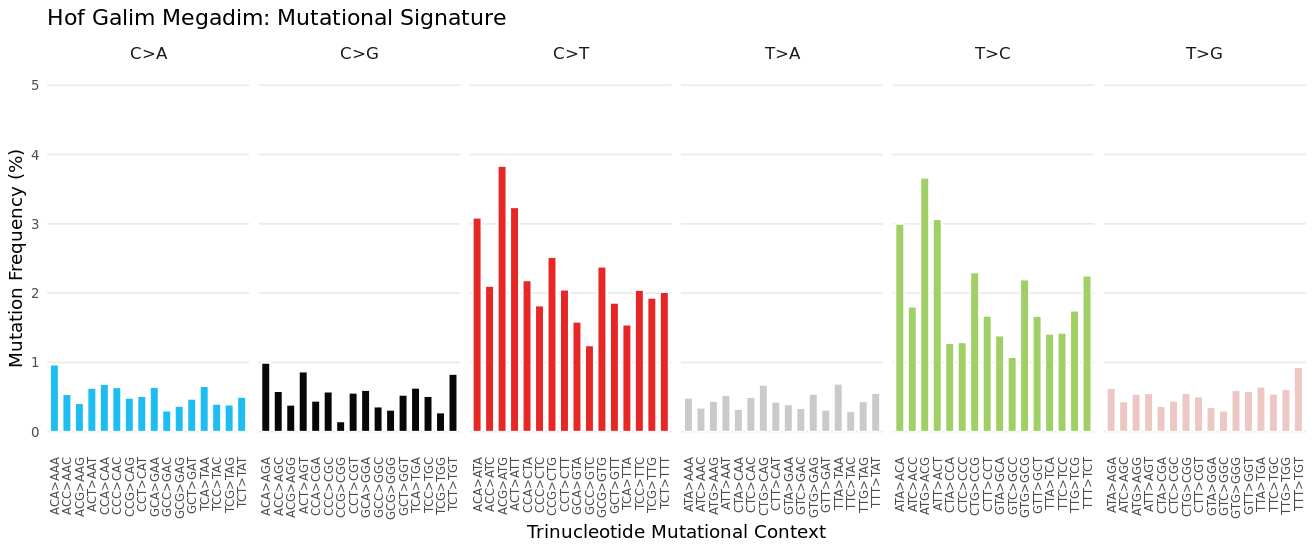 Hof Galim Megadim: Mutational Signature
C>A C>G C>T T>A T>C T>G
Mutation Frequency (%)
5
4
3
2
1
0
ACA>AAA ACC>AAC ACG>AAG ACT>AAT CCA>CAA CCC>CAC CCG>CAG CCT>CAT GCA>GAA GCC>GAC GCG>GAG GCT>GAT TCA>TAA TCC>TAC TCG>TAG TCT>TAT
ACA>AGA ACC>AGC ACG>AGG ACT>AGT CCA>CGA CCC>CGC CCG>CGG CCT>CGT GCA>GGA GCC>GGC GCG>GGG GCT>GGT TCA>TGA TCC>TGC TCG>TGG TCT>TGT
ACA>ATA ACC>ATC ACG>ATG ACT>ATT CCA>CTA CCC>CTC CCG>CTG CCT>CTT GCA>GTA GCC>GTC GCG>GTG GCT>GTT TCA>TTA TCC>TTC TCG>TTG TCT>TTT
ATA>AAA ATC>AAC ATG>AAG ATT>AAT CTA>CAA CTC>CAC CTG>CAG CTT>CAT GTA>GAA GTC>GAC GTG>GAG GTT>GAT TTA>TAA TTC>TAC TTG>TAG TTT>TAT
ATA>ACA ATC>ACC ATG>ACG ATT>ACT CTA>CCA CTC>CCC CTG>CCG CTT>CCT GTA>GCA GTC>GCC GTG>GCG GTT>GCT TTA>TCA TTC>TCC TTG>TCG TTT>TCT
ATA>AGA ATC>AGC ATG>AGG ATT>AGT CTA>CGA CTC>CGC CTG>CGG CTT>CGT GTA>GGA GTC>GGC GTG>GGG GTT>GGT TTA>TGA TTC>TGC TTG>TGG TTT>TGT
Trinucleotide Mutational Context